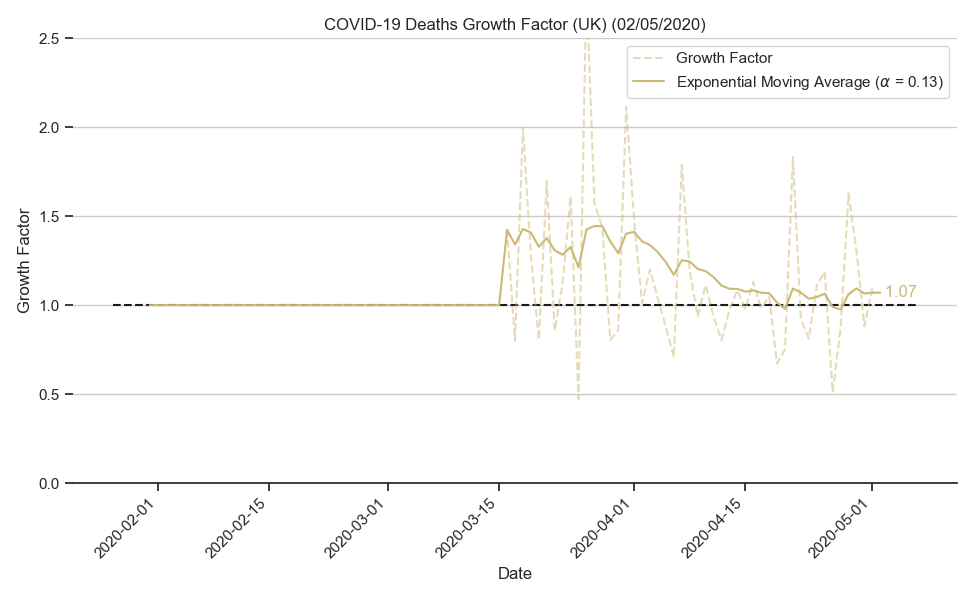 COVID-19 Deaths Growth Factor (UK) (02/05/2020)
Growth Factor
Exponential Moving Average (α = 0.13)
2.5
2.0
1.5
1.0
0.5
0.0
Growth Factor
1.07
2020-02-01
2020-02-15
2020-03-01
2020-03-15
2020-04-01
2020-04-15
2020-05-01
Date